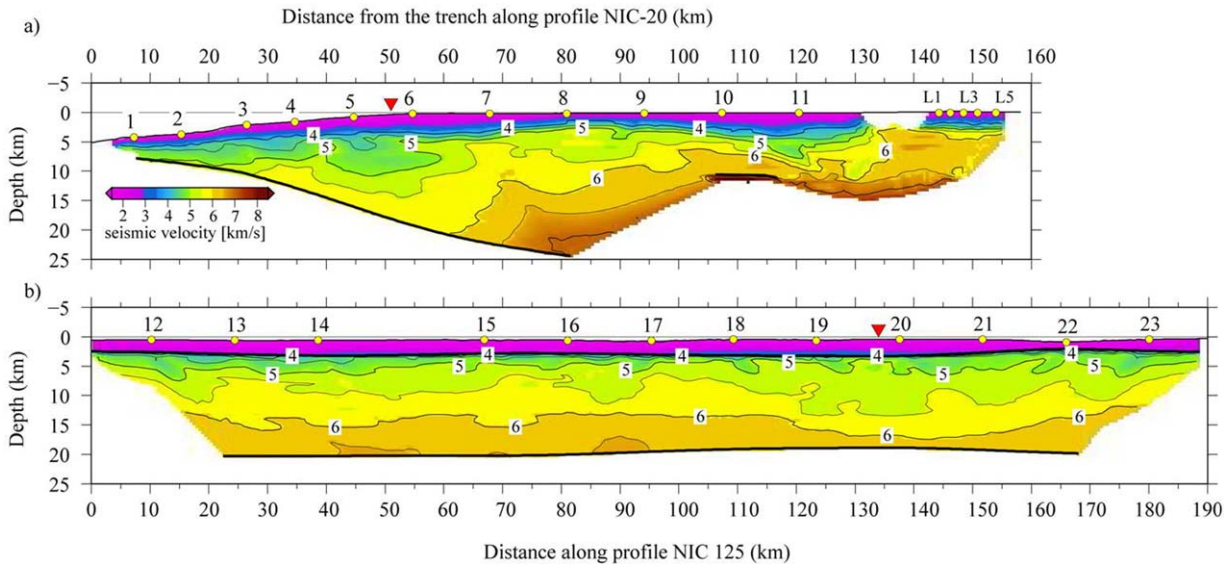 Distance from the trench along profile NIC-20 (km)
a)
0 10 20 30 40 50 60 70 80 90 100 110 120 130 140 150 160
−5
0
5
10
15
20
25
Depth (km)
1 2 3 4 5 6 7 8 9 10 11 L1 L3 L5
4 5 5 4 5 4 5 6 6 6
2 3 4 5 6 7 8
seismic velocity [km/s]
b)
−5
0
5
10
15
20
25
Depth (km)
12 13 14 15 16 17 18 19 20 21 22 23
4 4 4 4 4 4
5 5 5 5 5 5
6 6 6 6 6
0 10 20 30 40 50 60 70 80 90 100 110 120 130 140 150 160 170 180 190
Distance along profile NIC 125 (km)